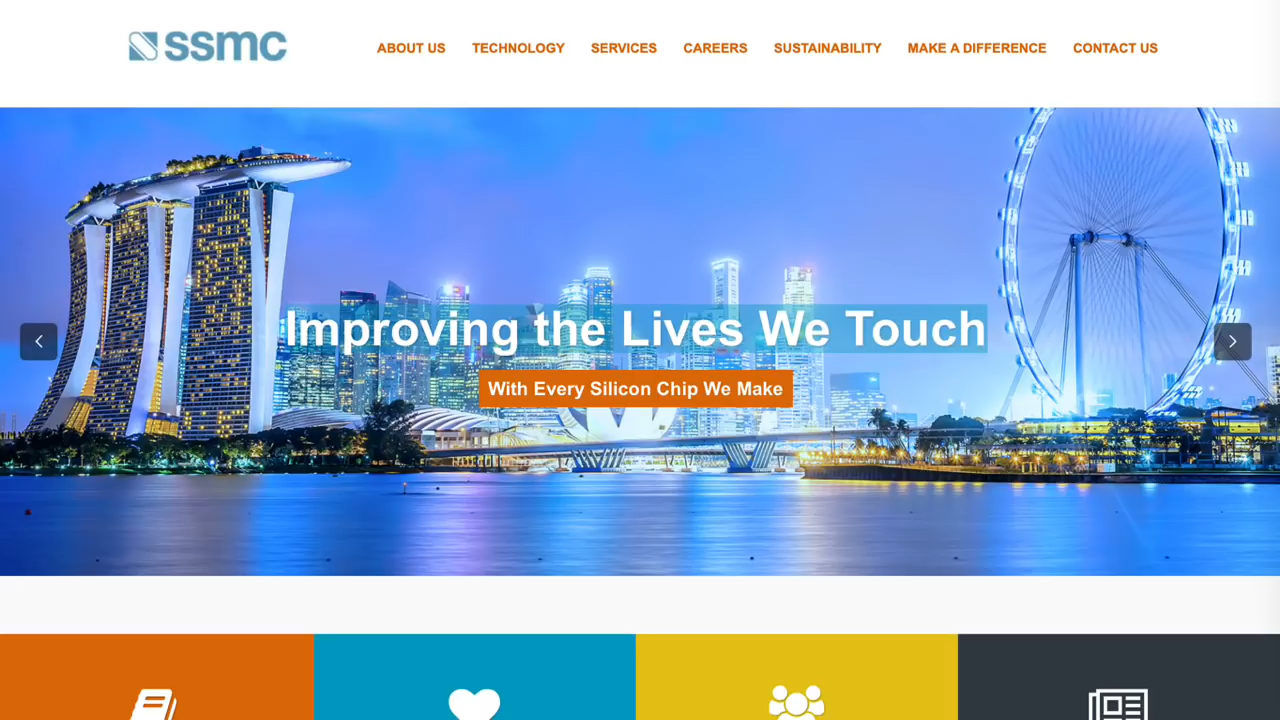 ssmc
ABOUT US
TECHNOLOGY
SERVICES
CAREERS
SUSTAINABILITY
MAKE A DIFFERENCE
CONTACT US
Improving the Lives We Touch
With Every Silicon Chip We Make